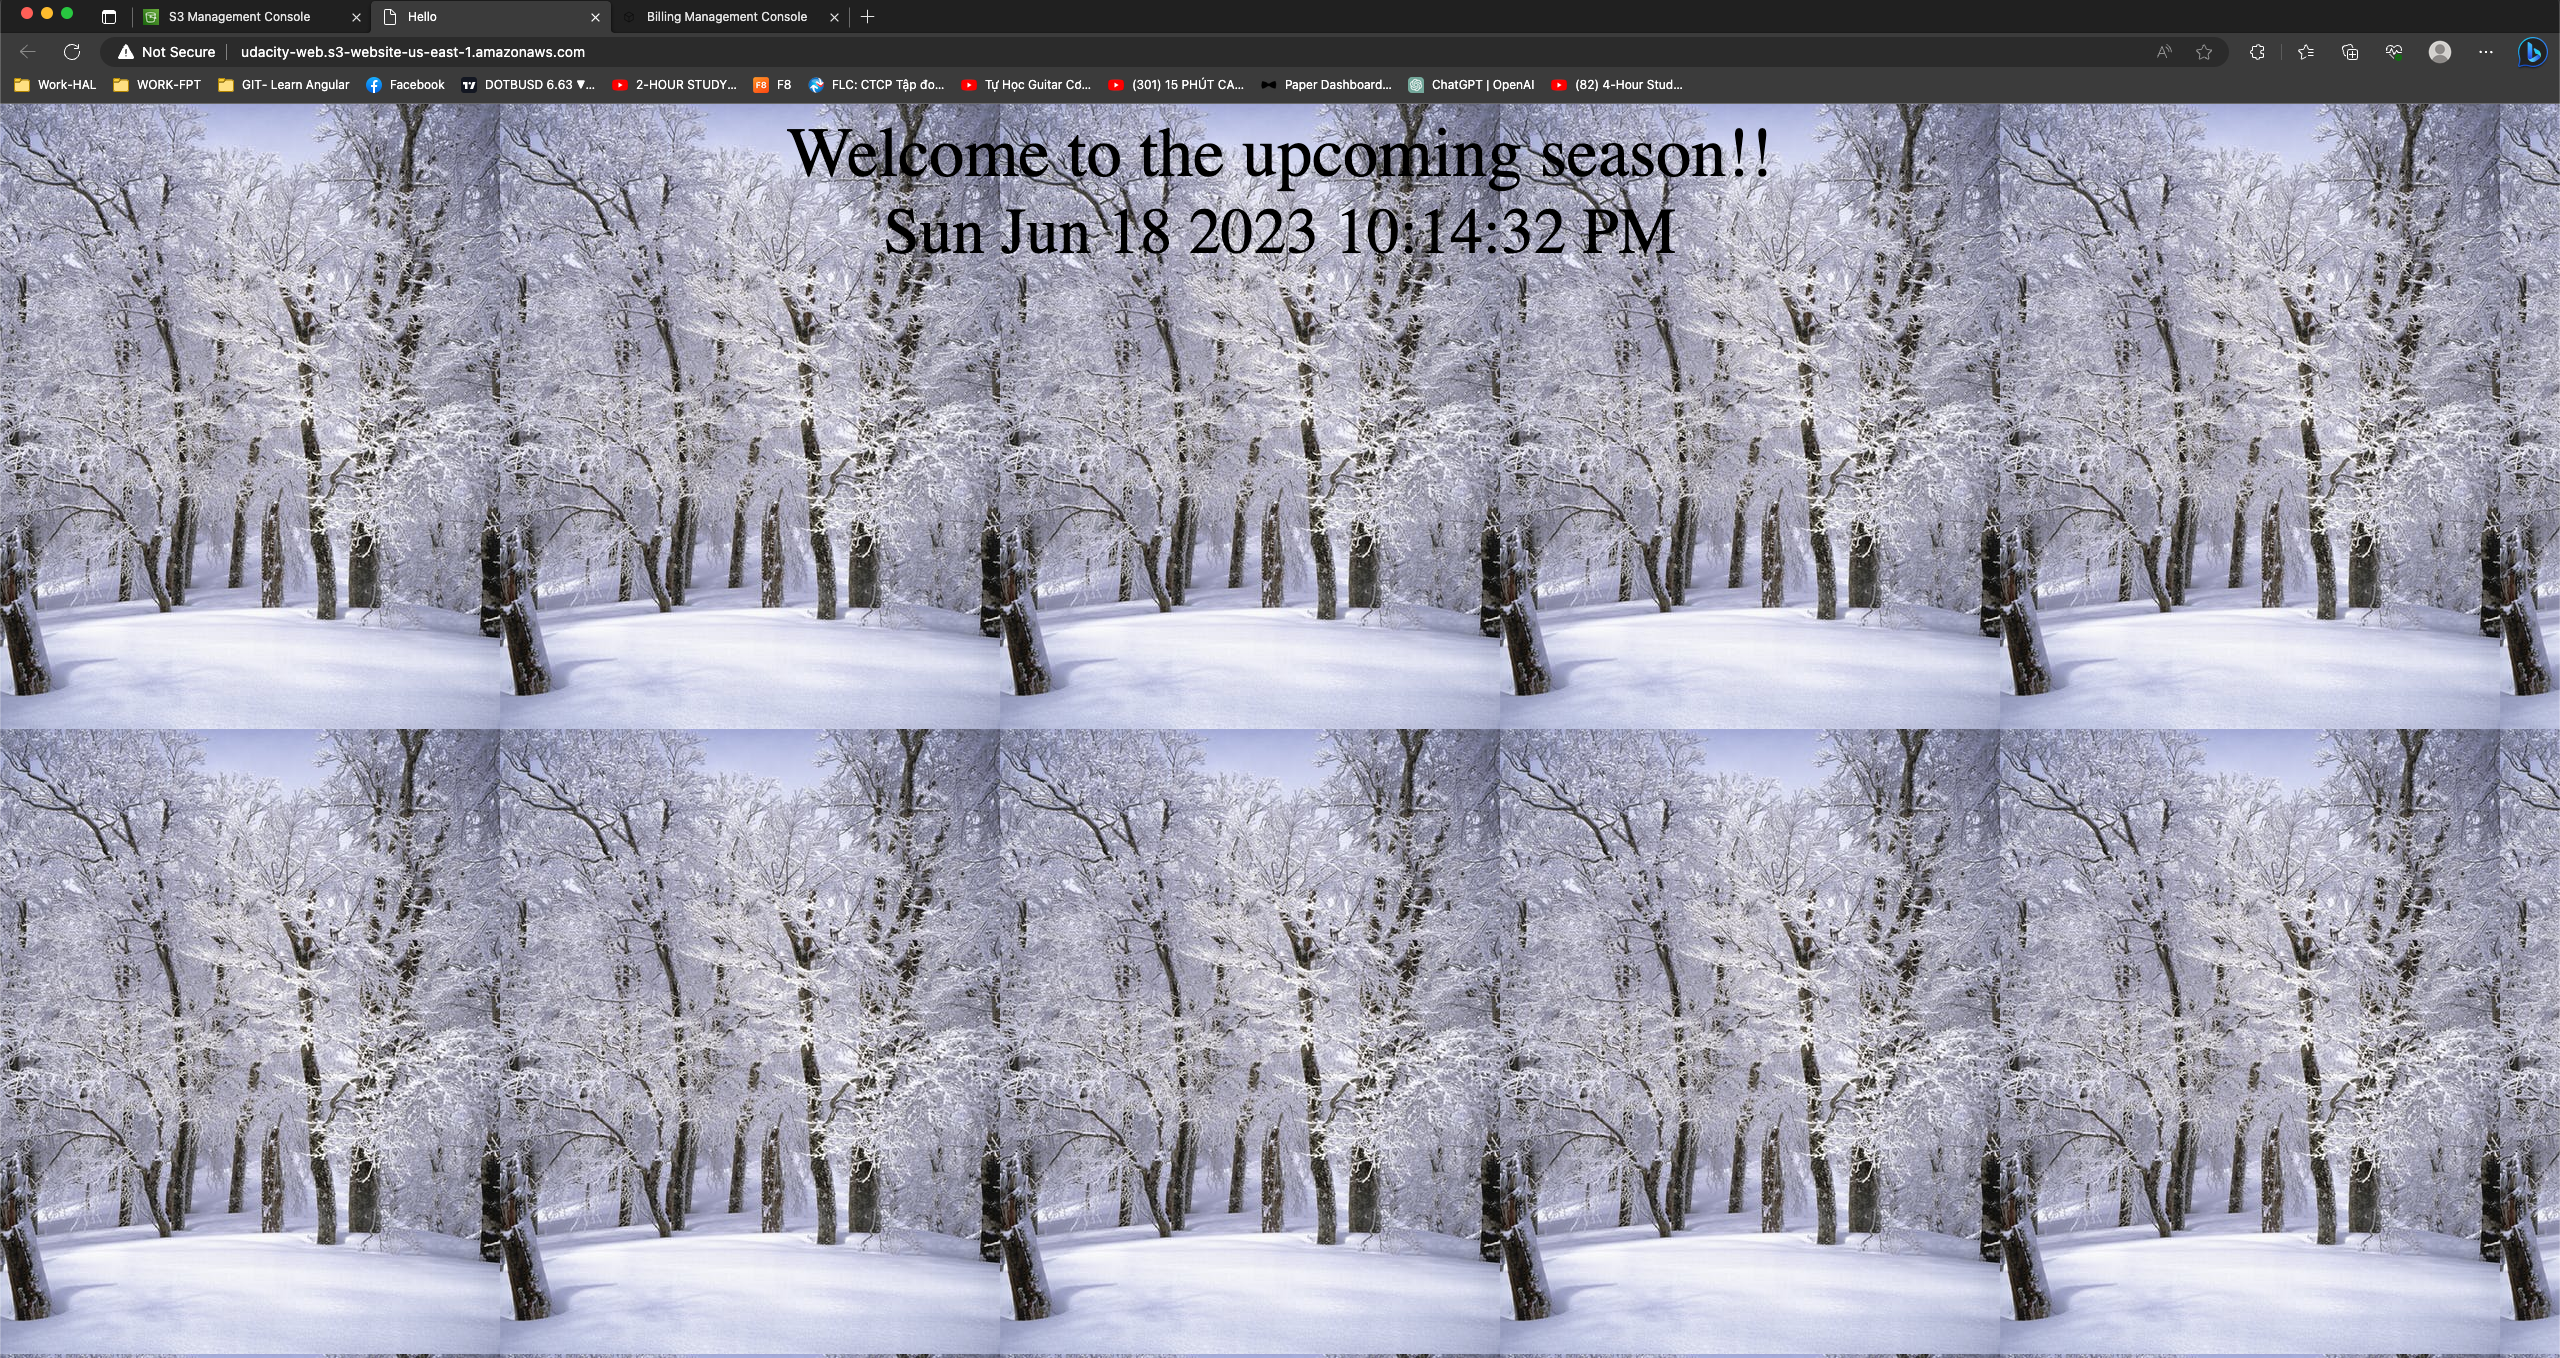 S3 Management Console
Hello
Billing Management Console
Not Secure
udacity-web.s3-website-us-east-1.amazonaws.com
Work-HAL
WORK-FPT
GIT- Learn Angular
Facebook
DOTBUSD 6.63 ▼...
2-HOUR STUDY...
F8
F8
FLC: CTCP Tập đo...
Tự Học Guitar Cơ...
(301) 15 PHÚT CA...
Paper Dashboard...
ChatGPT | OpenAI
(82) 4-Hour Stud...
Welcome to the upcoming season!!
Sun Jun 18 2023 10:14:32 PM